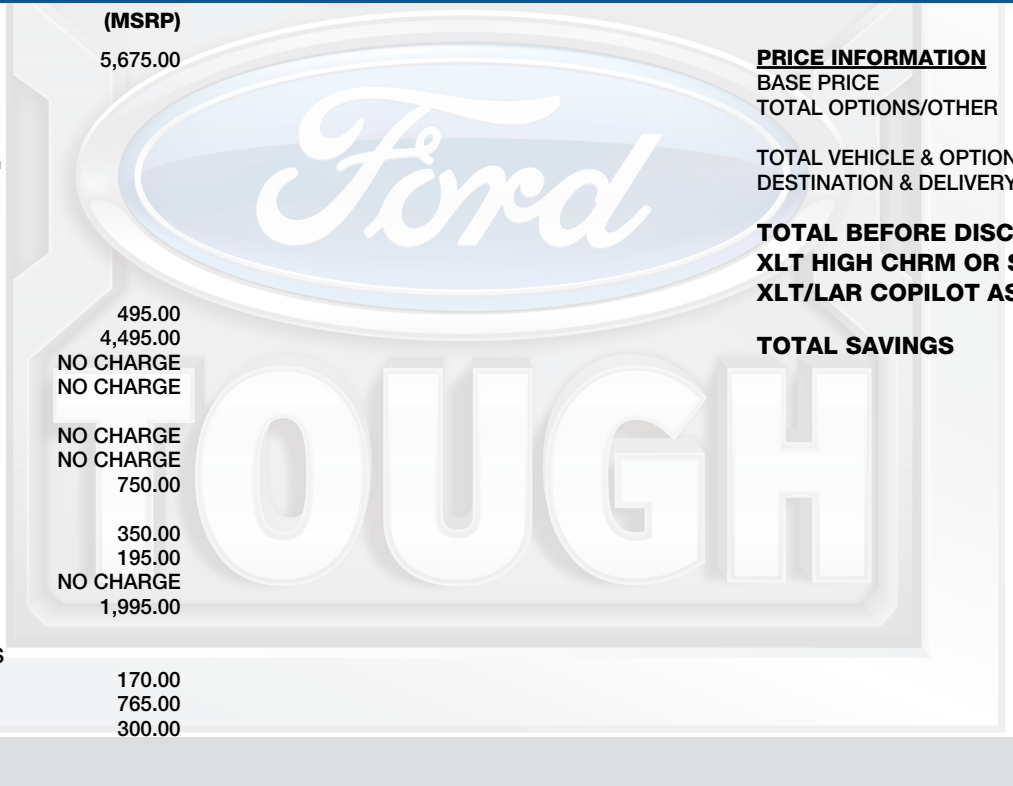 (MSRP)
5,675.00
495.00
4,495.00
NO CHARGE
NO CHARGE
NO CHARGE
NO CHARGE
750.00
350.00
195.00
NO CHARGE
1,995.00
S
170.00
765.00
300.00
Ford
TOUGH
PRICE INFORMATION
BASE PRICE
TOTAL OPTIONS/OTHER
TOTAL VEHICLE & OPTION
DESTINATION & DELIVERY
TOTAL BEFORE DISC
XLT HIGH CHRM OR S
XLT/LAR COPILOT AS
TOTAL SAVINGS